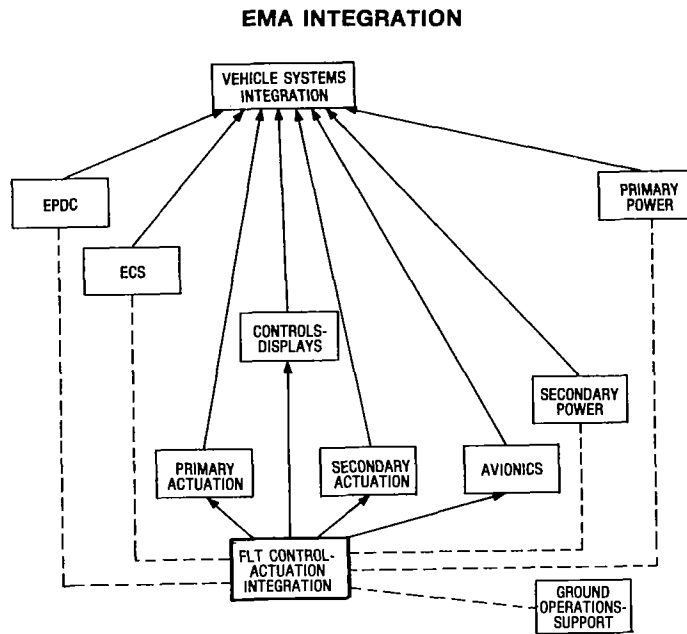 EMA INTEGRATION
VEHICLE SYSTEMS
INTEGRATION
EPDC
PRIMARY
POWER
ECS
CONTROLS-
DISPLAYS
SECONDARY
POWER
PRIMARY
ACTUATION
SECONDARY
ACTUATION
AVIONICS
FLT CONTROL-
ACTUATION
INTEGRATION
GROUND
OPERATIONS-
SUPPORT